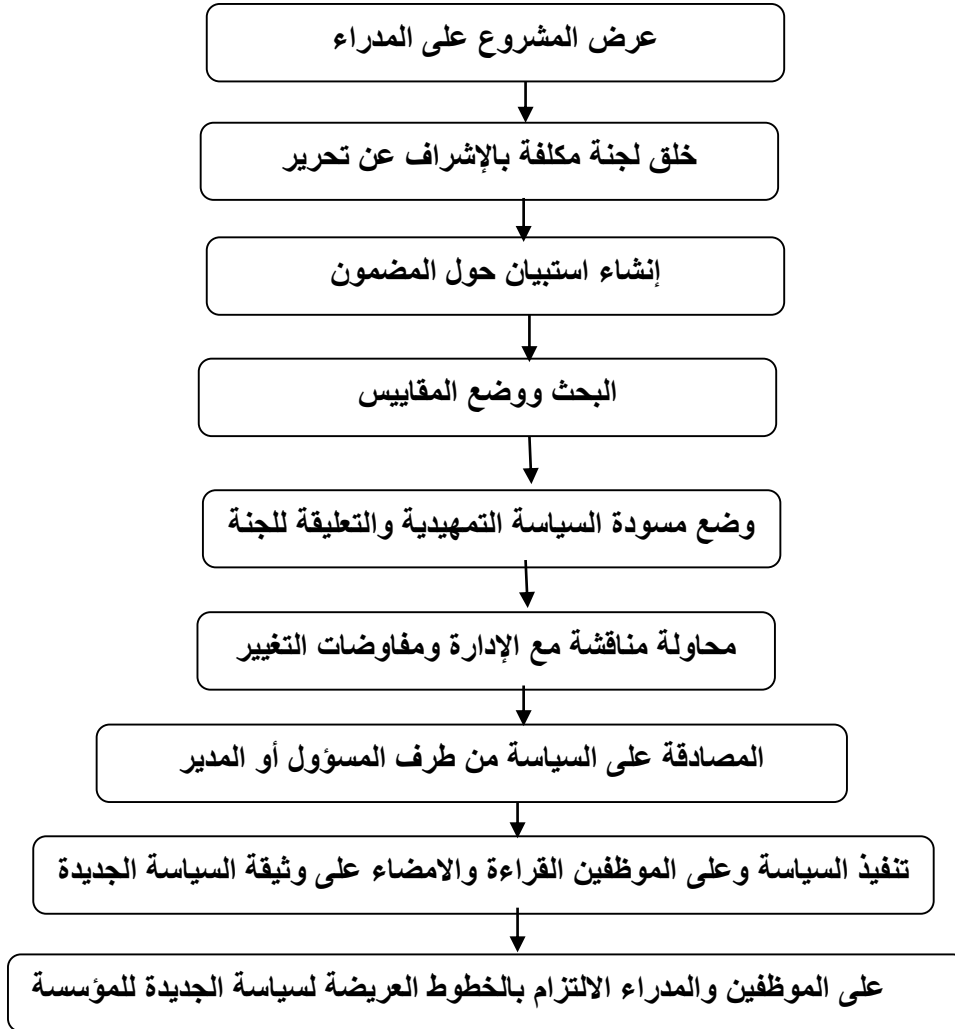 عرض المشروع على المدراء
خلق لجنة مكلفة بالإشراف عن تحرير
إنشاء استبيان حول المضمون
البحث ووضع المقاييس
وضع مسودة السياسة التمهيدية والتعليقة للجنة
محاولة مناقشة مع الإدارة ومفاوضات التغيير
المصادقة على السياسة من طرف المسؤول أو المدير
تنفيذ السياسة وعلى الموظفين القراءة والامضاء على وثيقة السياسة الجديدة
على الموظفين والمدراء الالتزام بالخطوط العريضة لسياسة الجديدة للمؤسسة